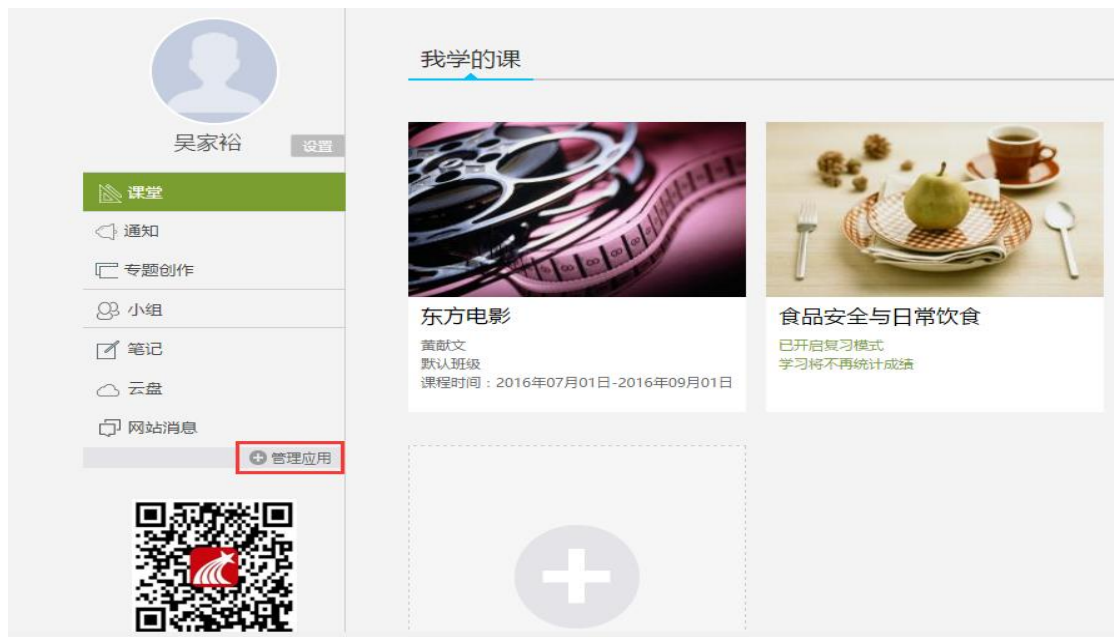 吴家裕
设置
课堂
通知
专题创作
小组
笔记
云盘
网站消息
管理应用
我学的课
东方电影
黄献文
默认班级
课程时间：2016年07月01日-2016年09月01日
食品安全与日常饮食
已开启复习模式
学习将不再统计成绩